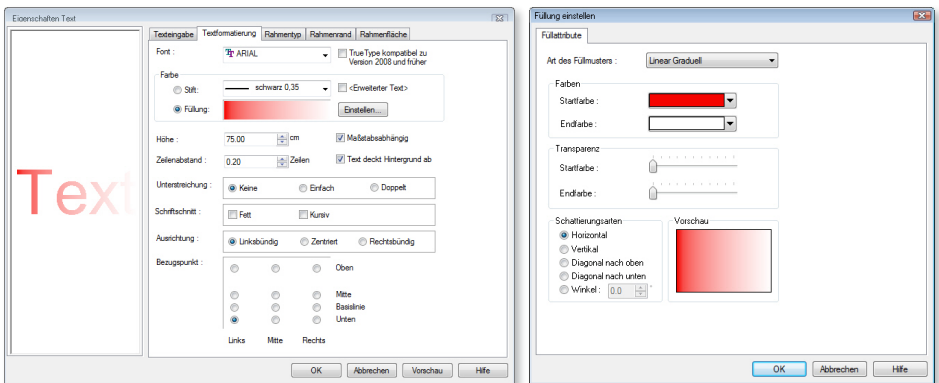 Eigenschaften Text
Text
Texteingabe Textformatierung Rahmentyp Rahmenrand Rahmenfläche
Font : ARIAL TrueType kompatibel zu
Version 2008 und früher
Farbe
Stift: schwarz 0,35 <Erweiterter Text>
Füllung: Einstellen...
Höhe : 75.00 cm Maßstabsabhängig
Zeilenabstand : 0.20 Zeilen Text deckt Hintergrund ab
Unterstreichung : Keine Einfach Doppelt
Schriftschnitt : Fett Kursiv
Ausrichtung : Linksbündig Zentriert Rechtsbündig
Bezugspunkt :
Oben
Mitte
Basislinie
Unten
Links Mitte Rechts
OK Abbrechen Vorschau Hilfe
Füllung einstellen
Füllattribute
Art des Füllmusters : Linear Graduell
Farben
Startfarbe :
Endfarbe :
Transparenz
Startfarbe :
Endfarbe :
Schattierungsarten Vorschau
Horizontal
Vertikal
Diagonal nach oben
Diagonal nach unten
Winkel : 0.0 °
OK Abbrechen Hilfe